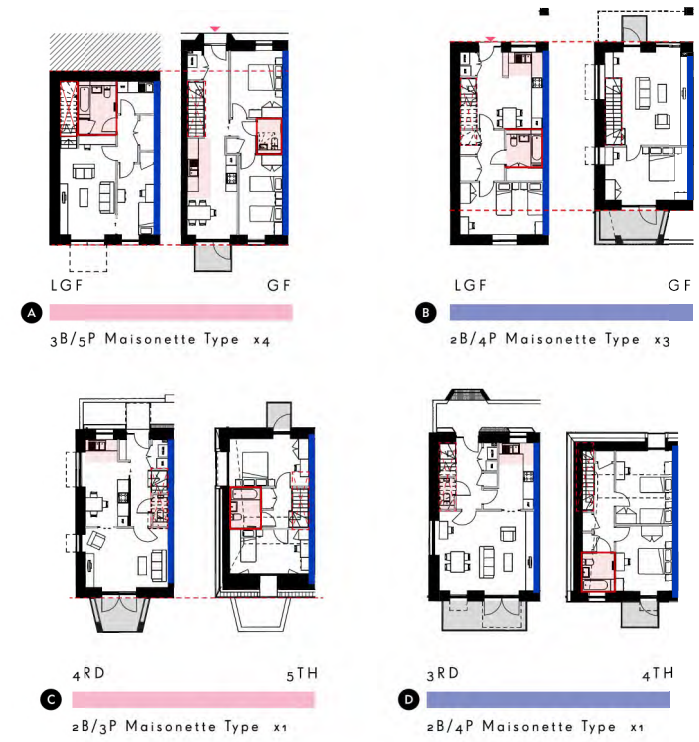 LGF GF
A
3B/5P Maisonette Type x4
LGF GF
B
2B/4P Maisonette Type x3
4RD 5TH
C
2B/3P Maisonette Type x1
3RD 4TH
D
2B/4P Maisonette Type x1